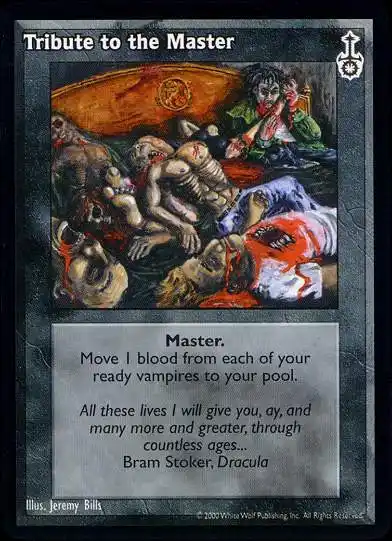 Tribute to the Master
Master.
Move 1 blood from each of your
ready vampires to your pool.
All these lives I will give you, ay, and
many more and greater, through
countless ages...
Bram Stoker, Dracula
Illus. Jeremy Bills
©2000 White Wolf Publishing, Inc. All Rights Reserved.